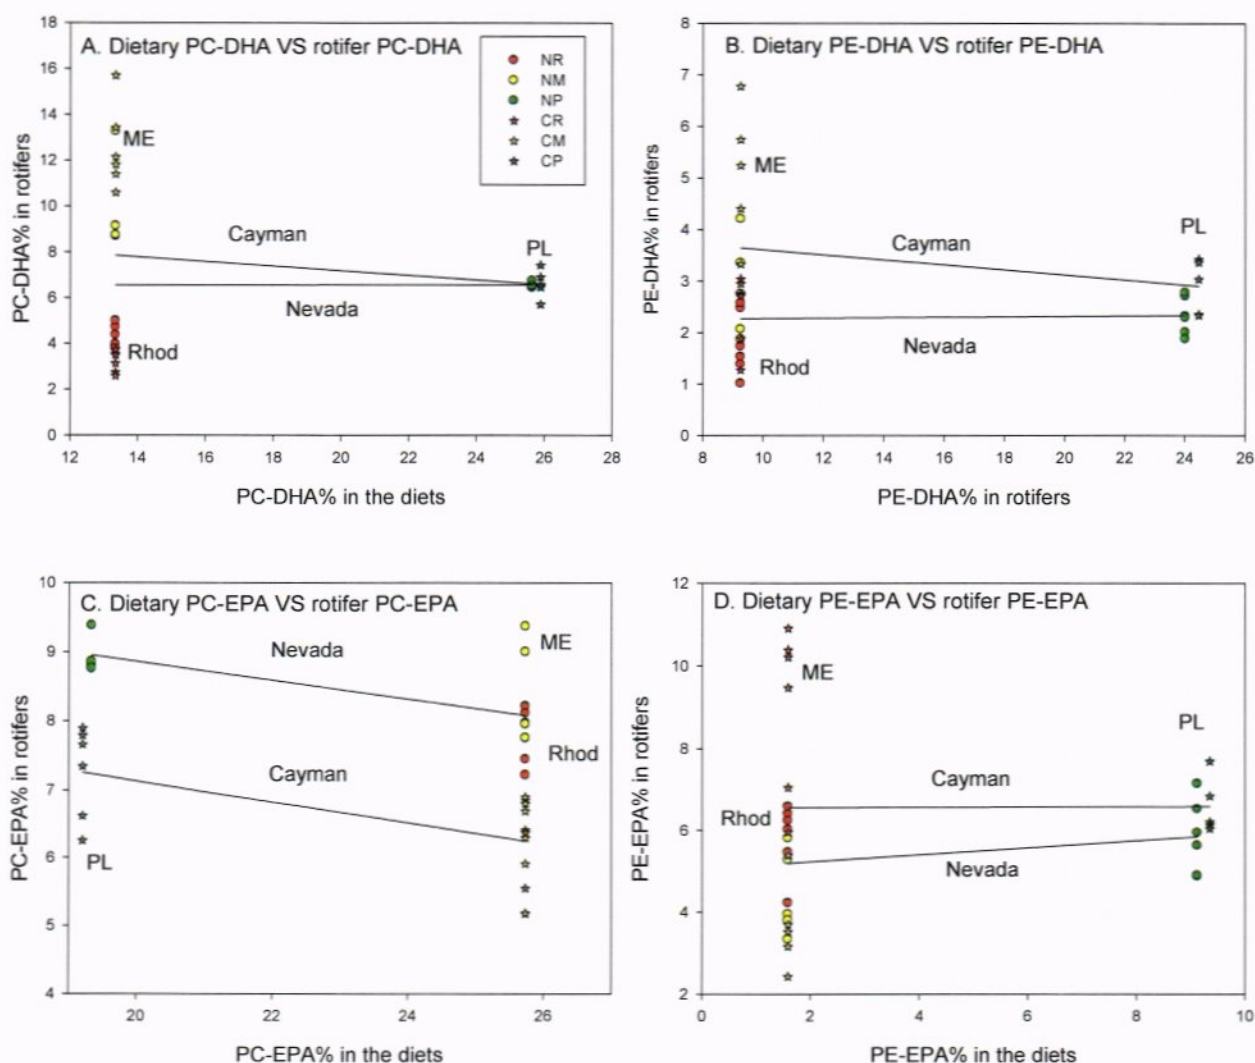 A. Dietary PC-DHA VS rotifer PC-DHA
NR
NM
NP
CR
CM
CP
ME
Cayman
PL
Nevada
Rhod
18
16
14
12
10
8
6
4
2
0
12 14 16 18 20 22 24 26 28
PC-DHA% in rotifers
PC-DHA% in the diets
B. Dietary PE-DHA VS rotifer PE-DHA
ME
PL
Cayman
Nevada
Rhod
8
7
6
5
4
3
2
1
0
8 10 12 14 16 18 20 22 24 26
PE-DHA% in rotifers
PE-DHA% in rotifers
C. Dietary PC-EPA VS rotifer PC-EPA
Nevada
ME
Rhod
Cayman
PL
10
9
8
7
6
5
4
20 22 24 26
PC-EPA% in rotifers
PC-EPA% in the diets
D. Dietary PE-EPA VS rotifer PE-EPA
ME
PL
Cayman
Rhod
Nevada
12
10
8
6
4
2
0 2 4 6 8 10
PE-EPA% in rotifers
PE-EPA% in the diets